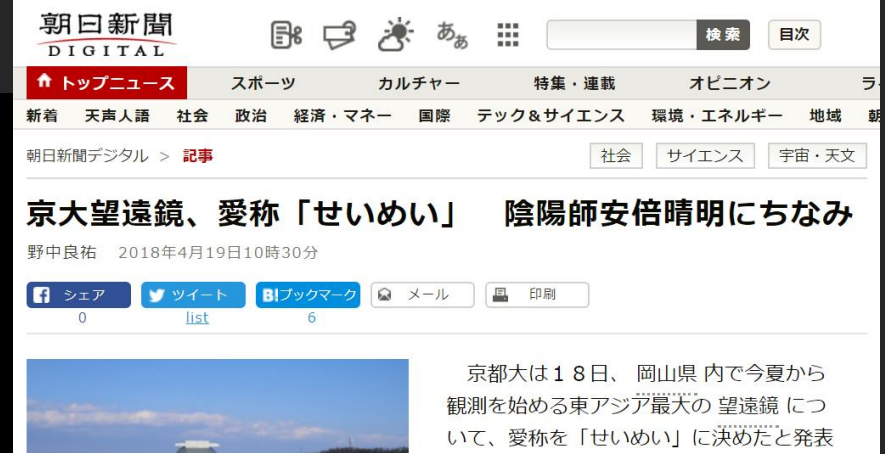 朝日新聞
DIGITAL
ああ
検索
目次
トップニュース スポーツ カルチャー 特集・連載 オピニオン
新着 天声人語 社会 政治 経済・マネー 国際 テック&サイエンス 環境・エネルギー 地域
朝日新聞デジタル > 記事
社会 サイエンス 宇宙・天文
京大望遠鏡、愛称「せいめい」 陰陽師安倍晴明にちなみ
野中良祐 2018年4月19日10時30分
シェア ツイート B!ブックマーク メール 印刷
0 list 6
京都大は18日、 岡山県 内で今夏から
観測を始める東アジア最大の 望遠鏡 につ
いて、愛称を「せいめい」に決めたと発表